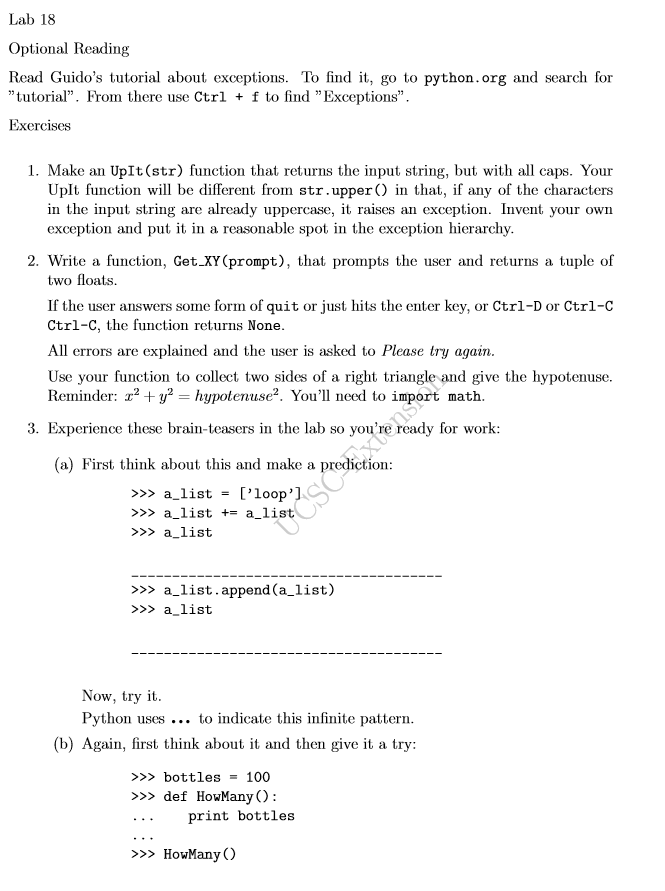 Lab 18
Optional Reading
Read Guido's tutorial about exceptions. To find it, go to python.org and search for
"tutorial". From there use Ctrl + f to find "Exceptions".
Exercises
1. Make an UpIt(str) function that returns the input string, but with all caps. Your
UpIt function will be different from str.upper() in that, if any of the characters
in the input string are already uppercase, it raises an exception. Invent your own
exception and put it in a reasonable spot in the exception hierarchy.
2. Write a function, Get_XY(prompt), that prompts the user and returns a tuple of
two floats.
If the user answers some form of quit or just hits the enter key, or Ctrl-D or Ctrl-C
Ctrl-C, the function returns None.
All errors are explained and the user is asked to Please try again.
Use your function to collect two sides of a right triangle and give the hypotenuse.
Reminder: x² + y² = hypotenuse². You'll need to import math.
3. Experience these brain-teasers in the lab so you're ready for work:
(a) First think about this and make a prediction:
>>> a_list = ['loop']
>>> a_list += a_list
>>> a_list
--------------------------------------
>>> a_list.append(a_list)
>>> a_list
--------------------------------------
Now, try it.
Python uses ... to indicate this infinite pattern.
(b) Again, first think about it and then give it a try:
>>> bottles = 100
>>> def HowMany():
...    print bottles
...
>>> HowMany()
UCSC-Extension